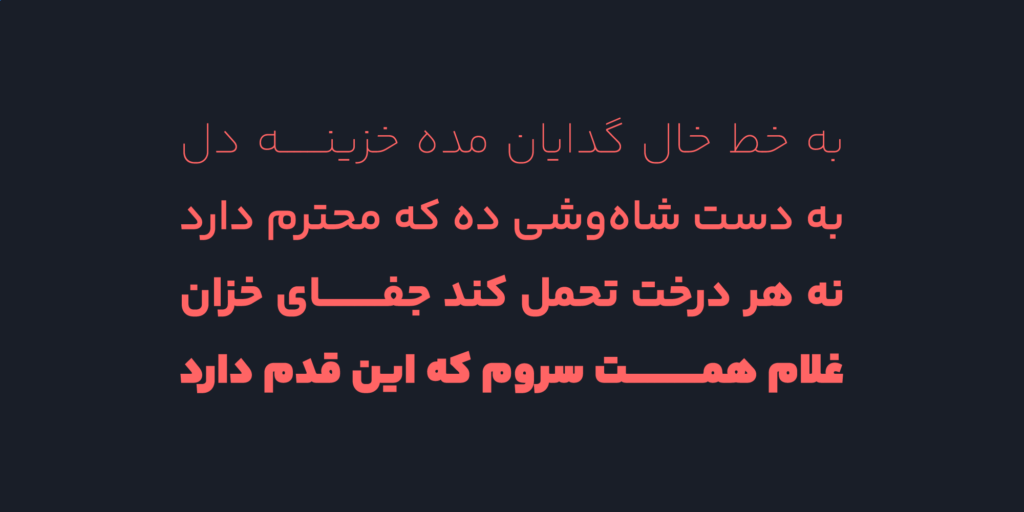 به خط خال گدایان مده خزینـــه دل
به دست شاه‌وشی ده که محترم دارد
نه هر درخت تحمل کند جفـــای خزان
غلام همـــت سروم که این قدم دارد